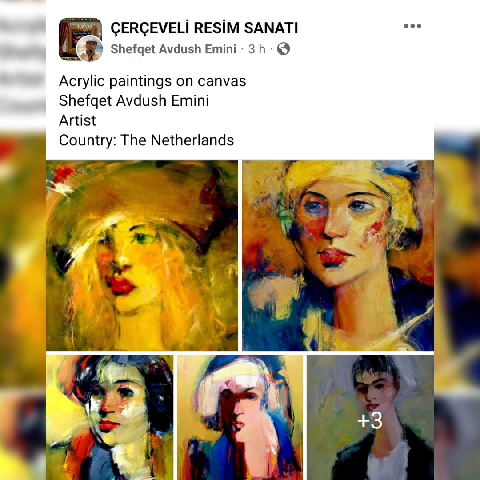 ÇERÇEVELİ RESİM SANATI
Shefqet Avdush Emini · 3 h ·
Acrylic paintings on canvas
Shefqet Avdush Emini
Artist
Country: The Netherlands
+3